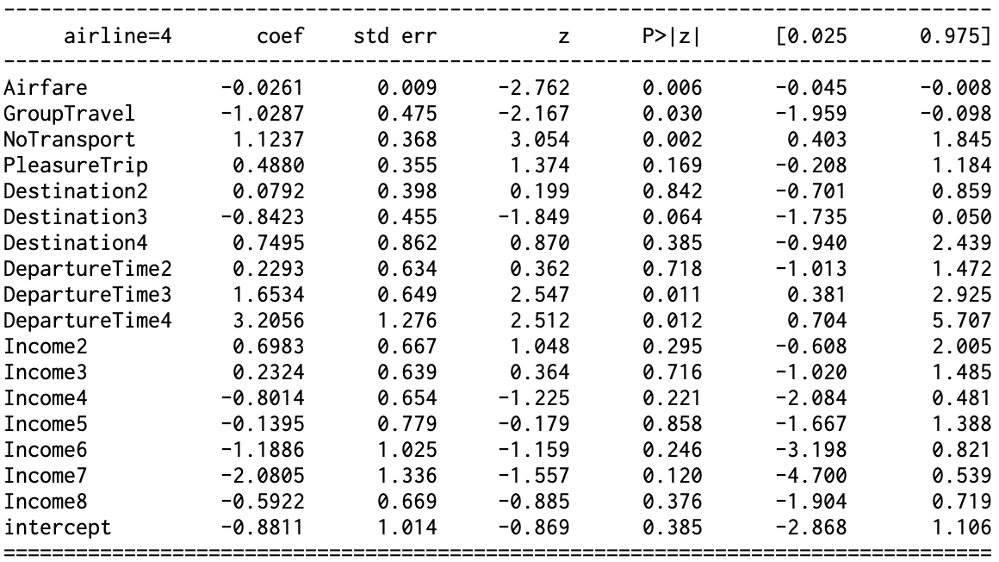 ------------------------------------------------------------------------------------
     airline=4       coef    std err          z      P>|z|      [0.025      0.975]
------------------------------------------------------------------------------------
Airfare           -0.0261      0.009     -2.762      0.006      -0.045      -0.008
GroupTravel       -1.0287      0.475     -2.167      0.030      -1.959      -0.098
NoTransport        1.1237      0.368      3.054      0.002       0.403       1.845
PleasureTrip       0.4880      0.355      1.374      0.169      -0.208       1.184
Destination2       0.0792      0.398      0.199      0.842      -0.701       0.859
Destination3      -0.8423      0.455     -1.849      0.064      -1.735       0.050
Destination4       0.7495      0.862      0.870      0.385      -0.940       2.439
DepartureTime2     0.2293      0.634      0.362      0.718      -1.013       1.472
DepartureTime3     1.6534      0.649      2.547      0.011       0.381       2.925
DepartureTime4     3.2056      1.276      2.512      0.012       0.704       5.707
Income2            0.6983      0.667      1.048      0.295      -0.608       2.005
Income3            0.2324      0.639      0.364      0.716      -1.020       1.485
Income4           -0.8014      0.654     -1.225      0.221      -2.084       0.481
Income5           -0.1395      0.779     -0.179      0.858      -1.667       1.388
Income6           -1.1886      1.025     -1.159      0.246      -3.198       0.821
Income7           -2.0805      1.336     -1.557      0.120      -4.700       0.539
Income8           -0.5922      0.669     -0.885      0.376      -1.904       0.719
intercept         -0.8811      1.014     -0.869      0.385      -2.868       1.106
====================================================================================